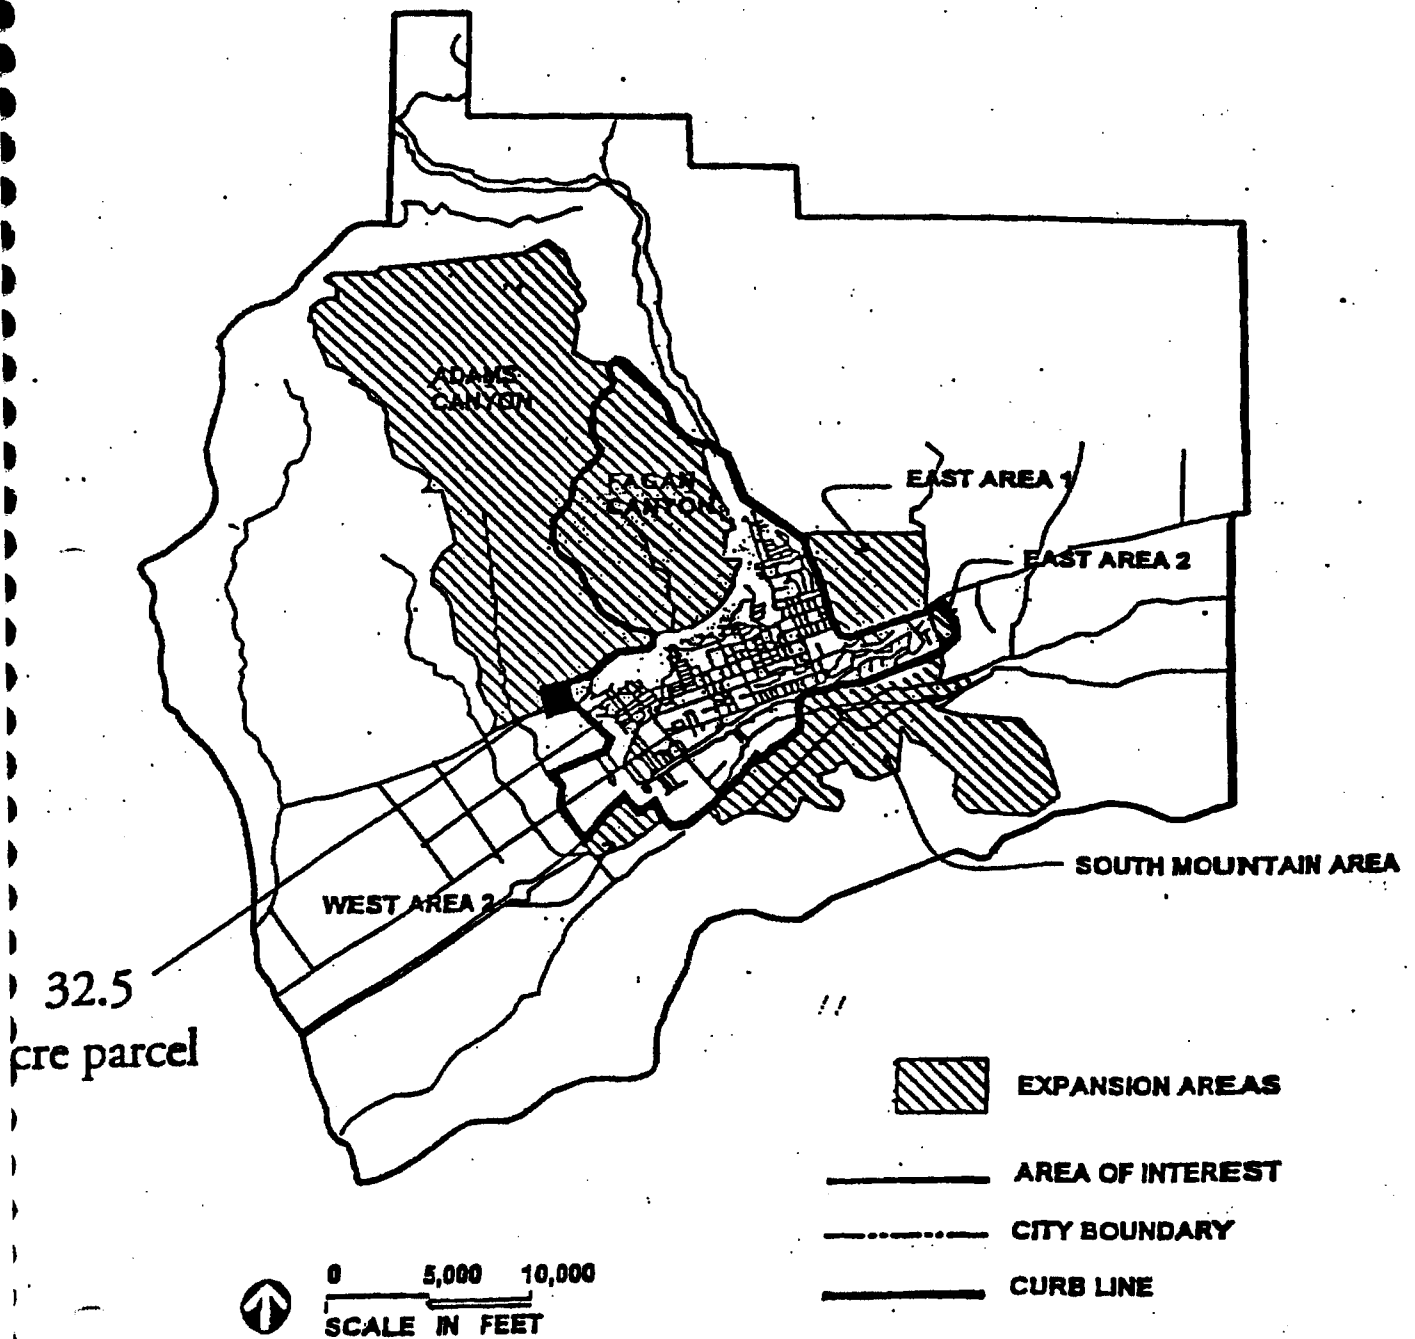 ADAMS
CANYON
FAGAN
CANYON
EAST AREA 1
EAST AREA 2
SOUTH MOUNTAIN AREA
WEST AREA 2
32.5
cre parcel
EXPANSION AREAS
AREA OF INTEREST
CITY BOUNDARY
CURB LINE
0 5,000 10,000
SCALE IN FEET